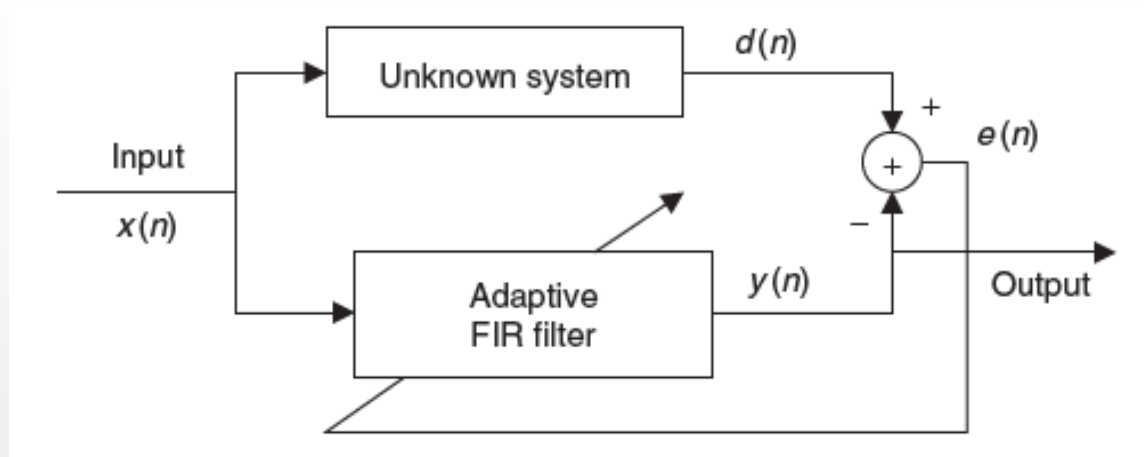 d(n)
Unknown system
+
e(n)
Input
+
x(n)
−
y(n)
Output
Adaptive
FIR filter